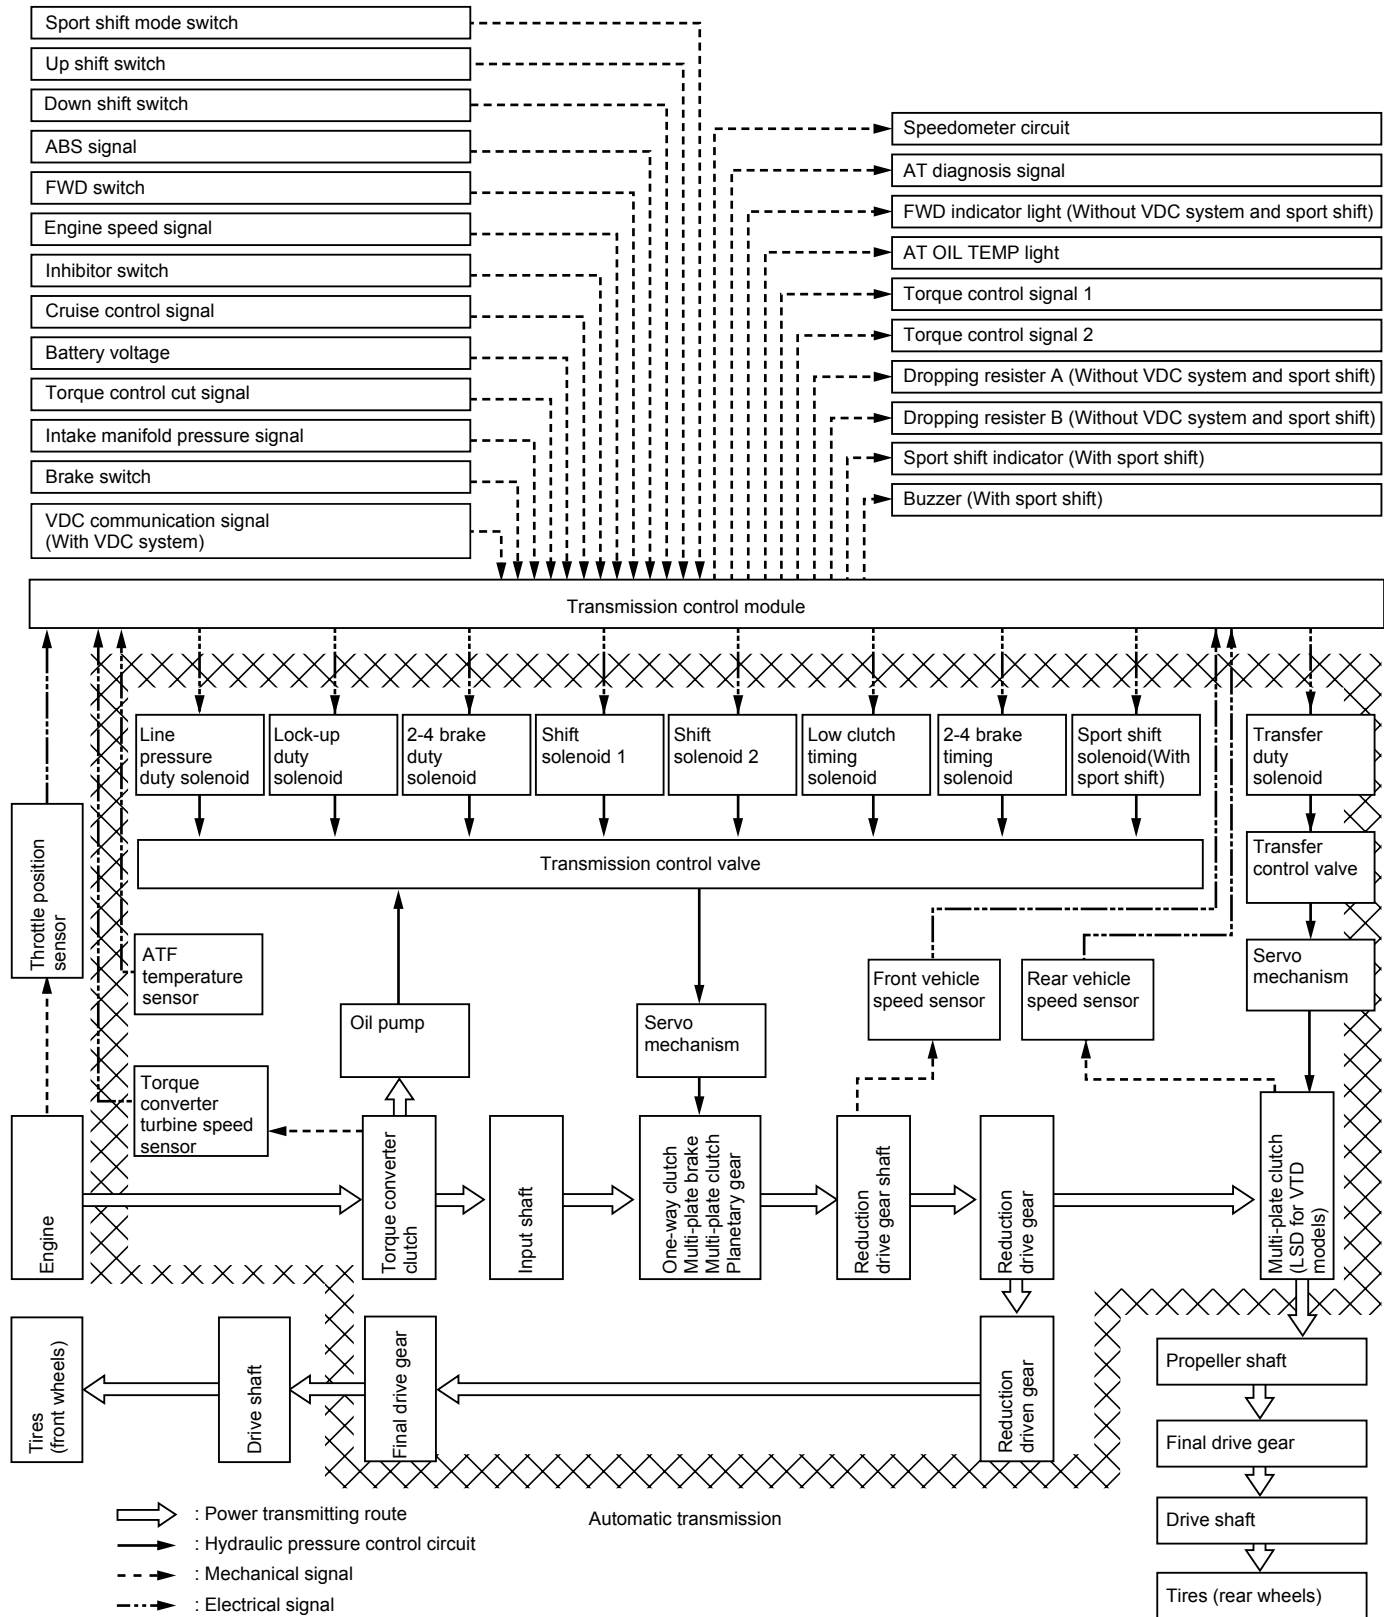 Sport shift mode switch
Up shift switch
Down shift switch
ABS signal
FWD switch
Engine speed signal
Inhibitor switch
Cruise control signal
Battery voltage
Torque control cut signal
Intake manifold pressure signal
Brake switch
VDC communication signal
(With VDC system)
Speedometer circuit
AT diagnosis signal
FWD indicator light (Without VDC system and sport shift)
AT OIL TEMP light
Torque control signal 1
Torque control signal 2
Dropping resister A (Without VDC system and sport shift)
Dropping resister B (Without VDC system and sport shift)
Sport shift indicator (With sport shift)
Buzzer (With sport shift)
Transmission control module
Line
pressure
duty solenoid
Lock-up
duty
solenoid
2-4 brake
duty
solenoid
Shift
solenoid 1
Shift
solenoid 2
Low clutch
timing
solenoid
2-4 brake
timing
solenoid
Sport shift
solenoid(With
sport shift)
Transfer
duty
solenoid
Transmission control valve
Transfer
control valve
Throttle position
sensor
ATF
temperature
sensor
Oil pump
Servo
mechanism
Front vehicle
speed sensor
Rear vehicle
speed sensor
Servo
mechanism
Torque
converter
turbine speed
sensor
Engine
Torque converter
clutch
Input shaft
One-way clutch
Multi-plate brake
Multi-plate clutch
Planetary gear
Reduction
drive gear shaft
Reduction
drive gear
Multi-plate clutch
(LSD for VTD
models)
Tires
(front wheels)
Drive shaft
Final drive gear
Reduction
driven gear
Propeller shaft
Final drive gear
Drive shaft
Tires (rear wheels)
: Power transmitting route
: Hydraulic pressure control circuit
: Mechanical signal
: Electrical signal
Automatic transmission